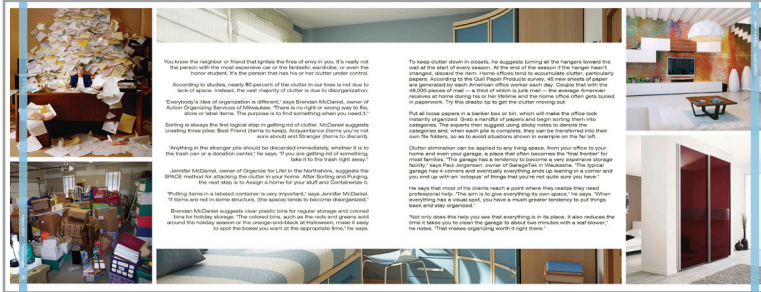 You know the neighbor or friend that ignites the fires of envy in you. It's really not
the person with the most expensive car or the fantastic wardrobe, or even the
honor student. It's the person that has his or her clutter under control.
According to studies, nearly 80 percent of the clutter in our lives is not due to
lack of space. Instead, the vast majority of clutter is due to disorganization.
"Everybody's idea of organization is different," says Brendan McDaniel, owner of
Action Organizing Services of Milwaukee. "There is no right or wrong way to file,
store or label items. The purpose is to find something when you need it."
Sorting is always the first logical stop in getting rid of clutter. McDaniel suggests
creating three piles: Best Friend (items to keep), Acquaintance (items you're not
sure about) and Stranger (items to discard).
"Anything in the stranger pile should be discarded immediately, whether it is to
the trash can or a donation center," he says. "If you are getting rid of something,
take it to the trash right away."
Jennifer McDaniel, owner of Organize for Life! in the Northshore, suggests the
SPACE method for attacking the clutter in your home. After Sorting and Purging,
the next step is to Assign a home for your stuff and Containerize it.
"Putting items in a labeled container is very important," says Jennifer McDaniel.
"If items are not in some structure, (the space) tends to become disorganized."
Brendan McDaniel suggests clear plastic bins for regular storage and colored
bins for holiday storage. "The colored bins, such as the reds and greens sold
around the holiday season or the orange-and-black at Halloween, make it easy
to spot the boxes you want at the appropriate time," he says.
To keep clutter down in closets, he suggests turning all the hangers toward the
wall at the start of every season. At the end of the season if the hanger hasn't
changed, discard the item. Home offices tend to accumulate clutter, particularly
papers. According to the Quill Paper Products survey, 45 new sheets of paper
are generated by each American office worker each day. Couple that with the
49,000 pieces of mail — a third of which is junk mail — the average American
receives at home during his or her lifetime and the home office often gets buried
in paperwork. Try this drastic tip to get the clutter moving out:
Put all loose papers in a banker box or bin, which will make the office look
instantly organized. Grab a handful of papers and begin sorting them into
categories. The experts then suggest using sticky notes to denote the
categories and, when each pile is complete, they can be transferred into their
own file folders, so as to avoid situations shown in example on the far left.
Clutter elimination can be applied to any living space, from your office to your
home and even your garage, a place that often becomes the 'final frontier' for
most families. "The garage has a tendency to become a very expensive storage
facility," says Paul Jorgensen, owner of GarageTek in Waukesha. "The typical
garage has 4 corners and eventually everything ends up leaning in a corner and
you end up with an 'octopus' of things that you're not quite sure you have."
He says that most of his clients reach a point where they realize they need
professional help. "The aim is to give everything its own space," he says. "When
everything has a visual spot, you have a much greater tendency to put things
back and stay organized."
"Not only does this help you see that everything is in its place, it also reduces the
time it takes you to clean the garage to about two minutes with a leaf blower,"
he notes. "That makes organizing worth it right there."